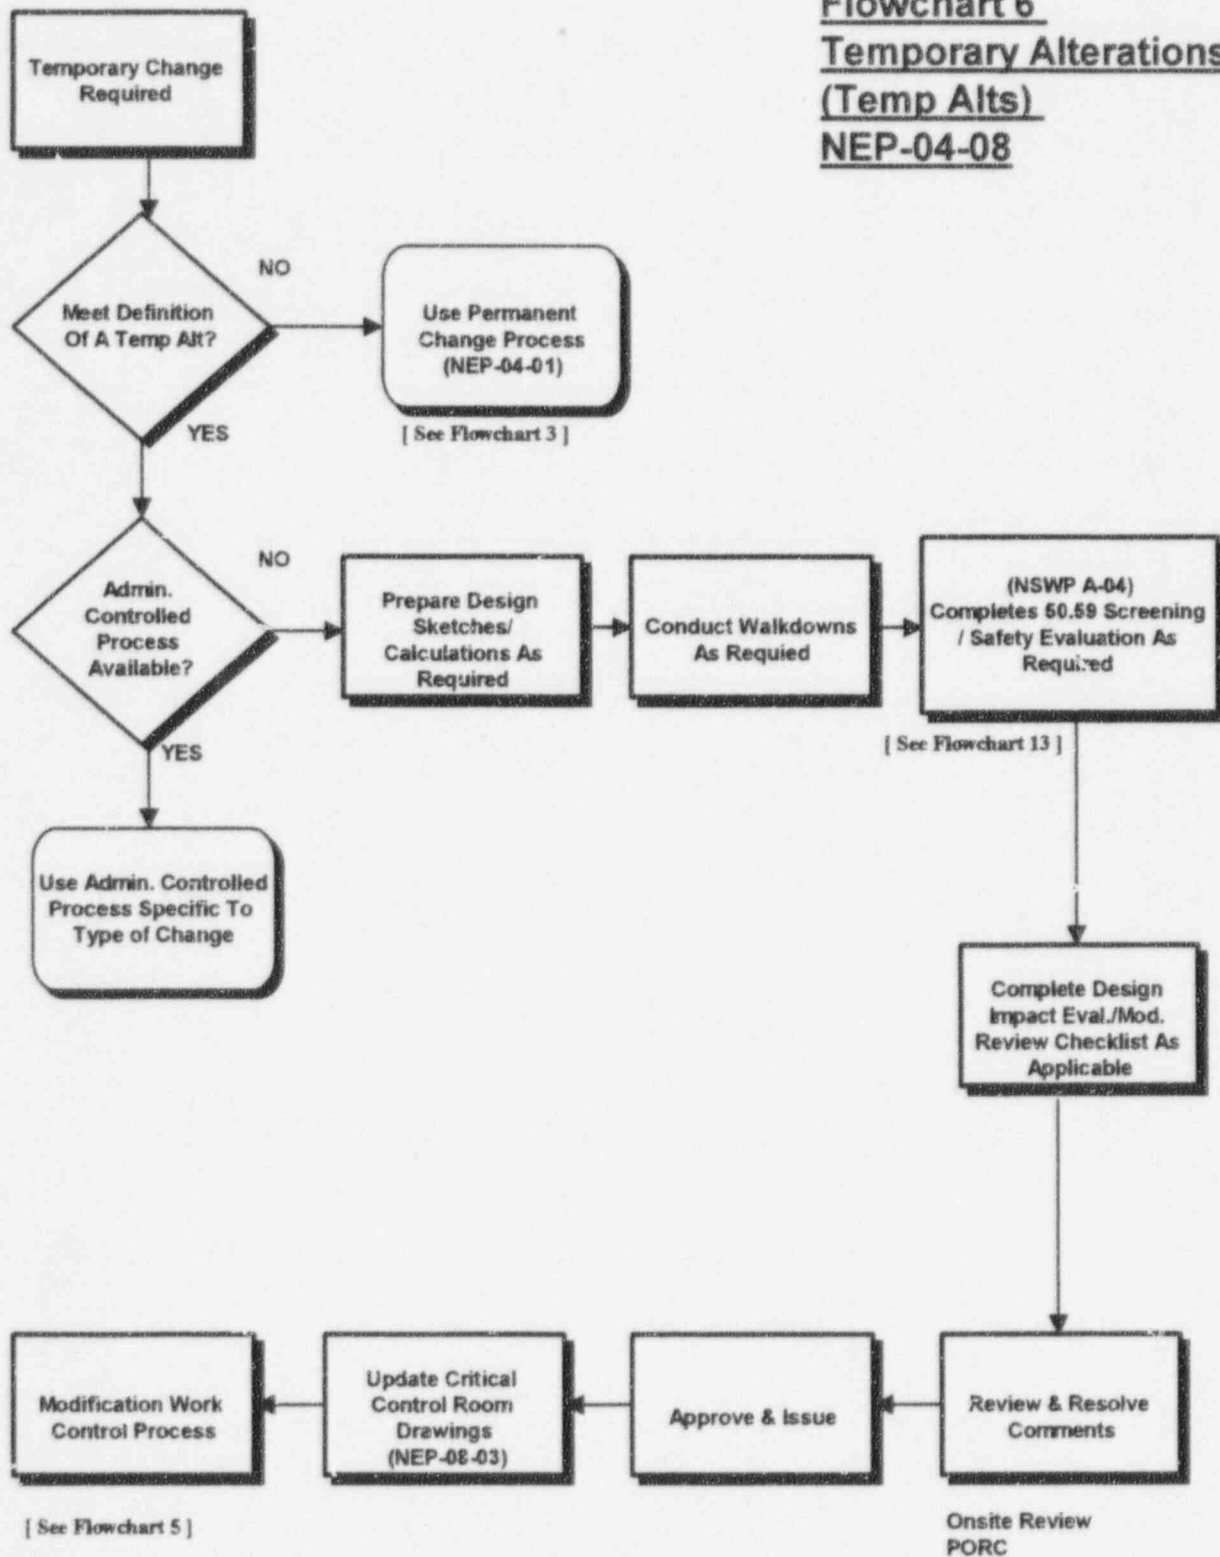 Flowchart 6
Temporary Alterations
(Temp Alts)
NEP-04-08
Temporary Change
Required
Meet Definition
Of A Temp Alt?
NO
YES
Use Permanent
Change Process
(NEP-04-01)
[ See Flowchart 3 ]
Admin.
Controlled
Process
Available?
NO
YES
Prepare Design
Sketches/
Calculations As
Required
Conduct Walkdowns
As Requied
(NSWP A-04)
Completes 50.59 Screening
/ Safety Evaluation As
Required
[ See Flowchart 13 ]
Use Admin. Controlled
Process Specific To
Type of Change
Complete Design
Impact Eval./Mod.
Review Checklist As
Applicable
Review & Resolve
Comments
Onsite Review
PORC
Approve & Issue
Update Critical
Control Room
Drawings
(NEP-08-03)
Modification Work
Control Process
[ See Flowchart 5 ]